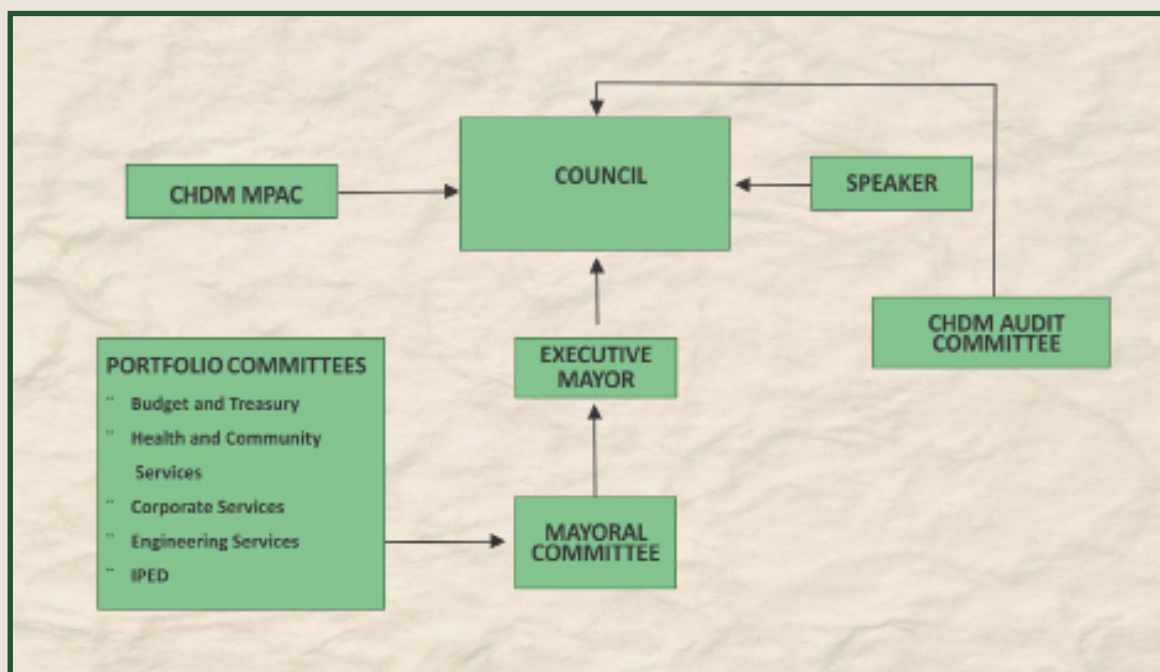 COUNCIL
CHDM MPAC
SPEAKER
CHDM AUDIT
COMMITTEE
EXECUTIVE
MAYOR
PORTFOLIO COMMITTEES
¨ Budget and Treasury
¨ Health and Community
Services
¨ Corporate Services
¨ Engineering Services
¨ IPED
MAYORAL
COMMITTEE